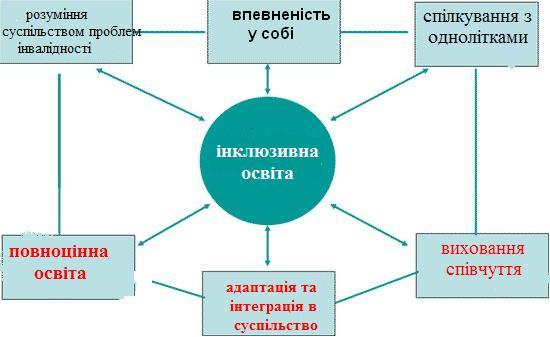 розуміння
суспільством проблем
інвалідності
впевненість
у собі
спілкування з
однолітками
інклюзивна
освіта
повноцінна
освіта
адаптація та
інтеграція в
суспільство
виховання
співчуття